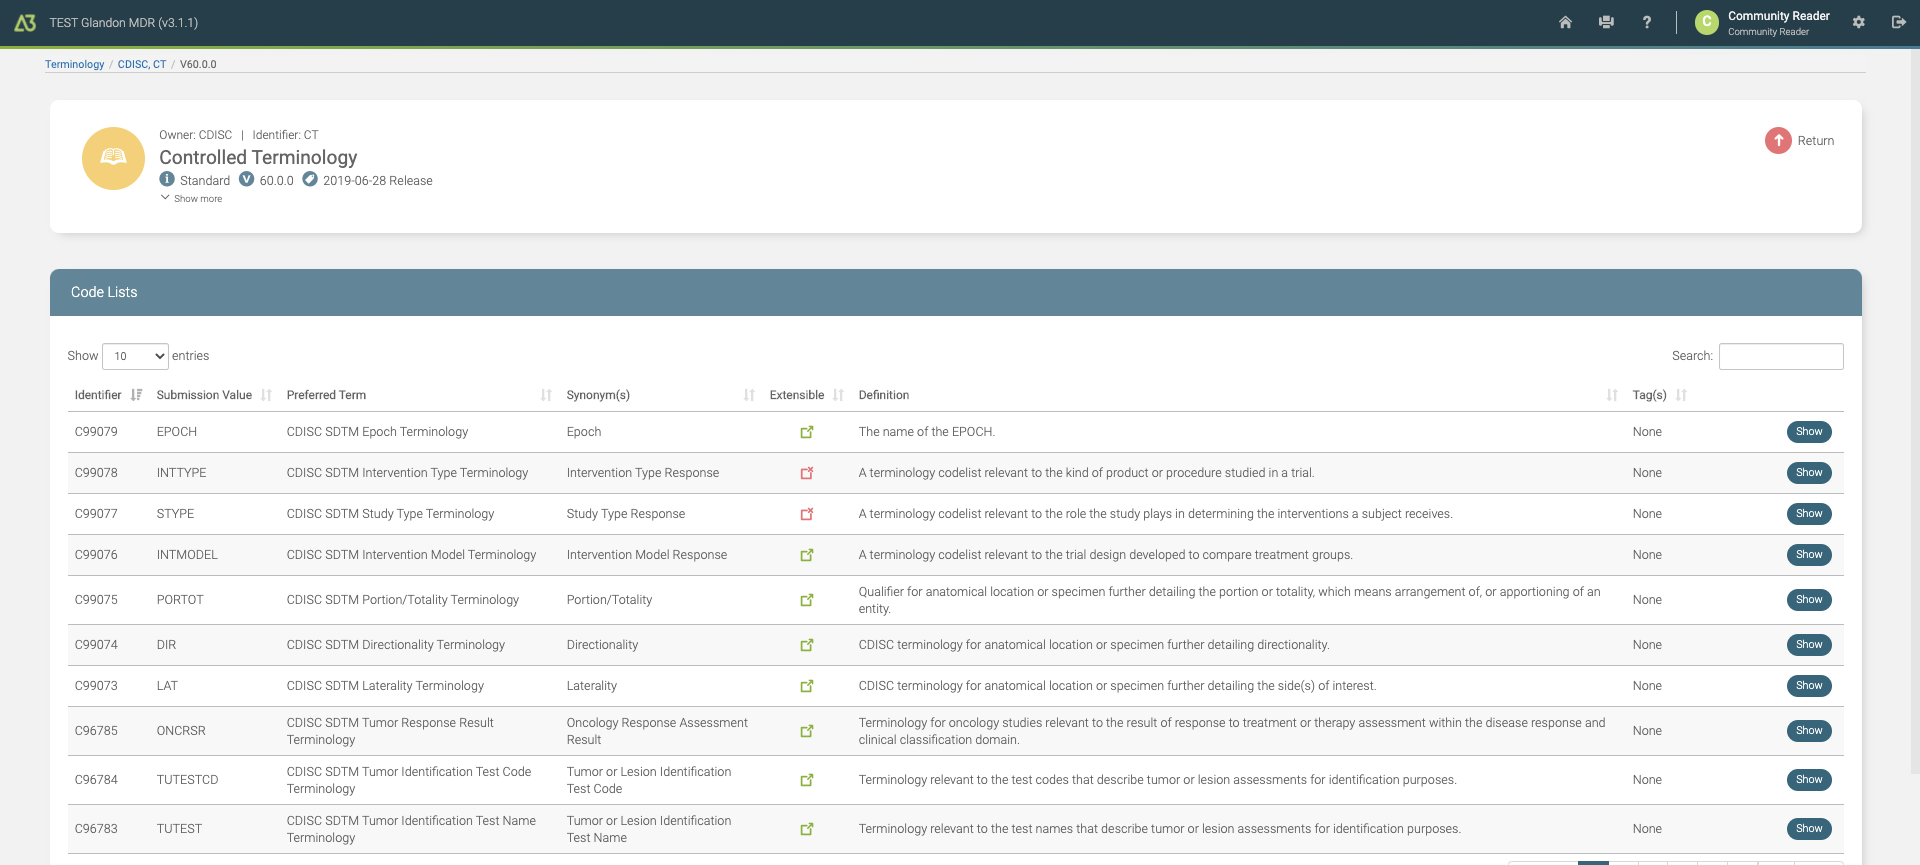 TEST Glandon MDR (v3.1.1)
?
C
Community Reader
Community Reader
Terminology / CDISC, CT / V60.0.0
Owner: CDISC | Identifier: CT
Controlled Terminology
i Standard V 60.0.0 2019-06-28 Release
Show more
Return
Code Lists
Show 10 entries
Search:
Identifier Submission Value Preferred Term Synonym(s) Extensible Definition Tag(s)
C99079 EPOCH CDISC SDTM Epoch Terminology Epoch The name of the EPOCH. None Show
C99078 INTTYPE CDISC SDTM Intervention Type Terminology Intervention Type Response A terminology codelist relevant to the kind of product or procedure studied in a trial. None Show
C99077 STYPE CDISC SDTM Study Type Terminology Study Type Response A terminology codelist relevant to the role the study plays in determining the interventions a subject receives. None Show
C99076 INTMODEL CDISC SDTM Intervention Model Terminology Intervention Model Response A terminology codelist relevant to the trial design developed to compare treatment groups. None Show
C99075 PORTOT CDISC SDTM Portion/Totality Terminology Portion/Totality Qualifier for anatomical location or specimen further detailing the portion or totality, which means arrangement of, or apportioning of an
entity. None Show
C99074 DIR CDISC SDTM Directionality Terminology Directionality CDISC terminology for anatomical location or specimen further detailing directionality. None Show
C99073 LAT CDISC SDTM Laterality Terminology Laterality CDISC terminology for anatomical location or specimen further detailing the side(s) of interest. None Show
C96785 ONCRSR CDISC SDTM Tumor Response Result Oncology Response Assessment Terminology for oncology studies relevant to the result of response to treatment or therapy assessment within the disease response and None Show
Terminology Result clinical classification domain.
C96784 TUTESTCD CDISC SDTM Tumor Identification Test Code Tumor or Lesion Identification Terminology relevant to the test codes that describe tumor or lesion assessments for identification purposes. None Show
Terminology Test Code
C96783 TUTEST CDISC SDTM Tumor Identification Test Name Tumor or Lesion Identification Terminology relevant to the test names that describe tumor or lesion assessments for identification purposes. None Show
Terminology Test Name